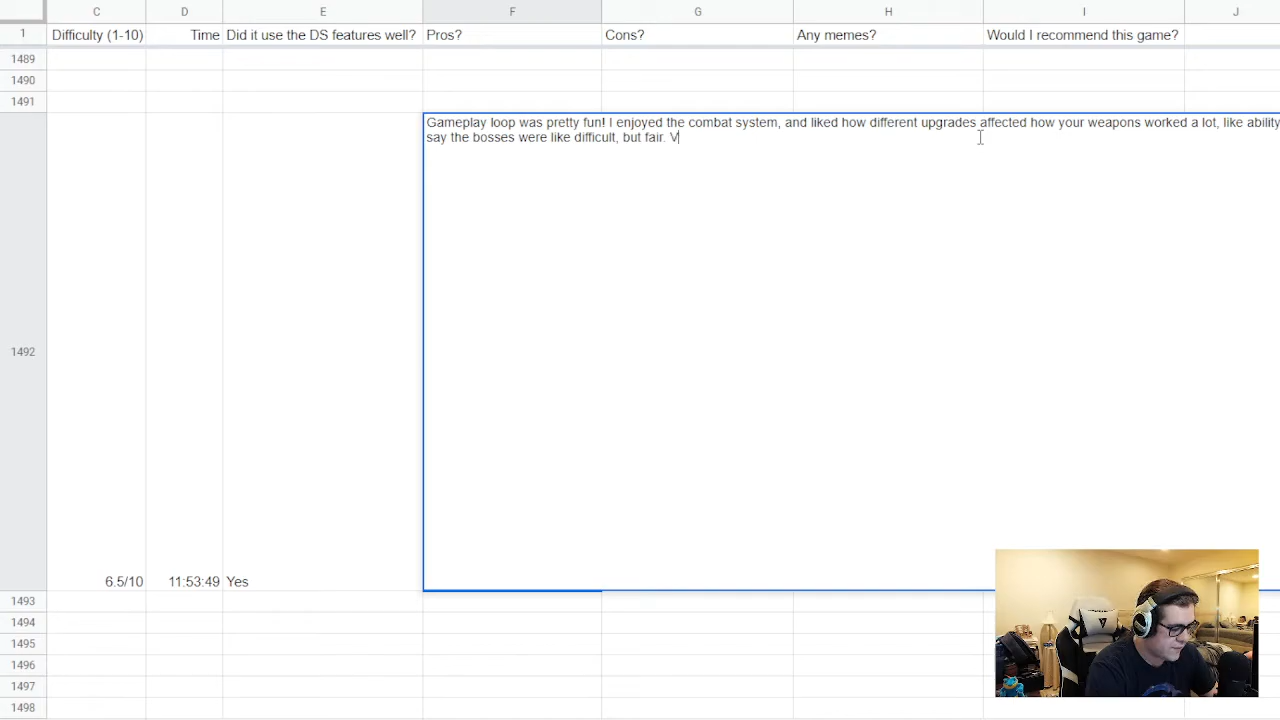 C D E F G H I J
1 Difficulty (1-10) Time Did it use the DS features well? Pros? Cons? Any memes? Would I recommend this game?
1489
1490
1491
Gameplay loop was pretty fun! I enjoyed the combat system, and liked how different upgrades affected how your weapons worked a lot, like ability
say the bosses were like difficult, but fair. V
1492
6.5/10 11:53:49 Yes
1493
1494
1495
1496
1497
1498